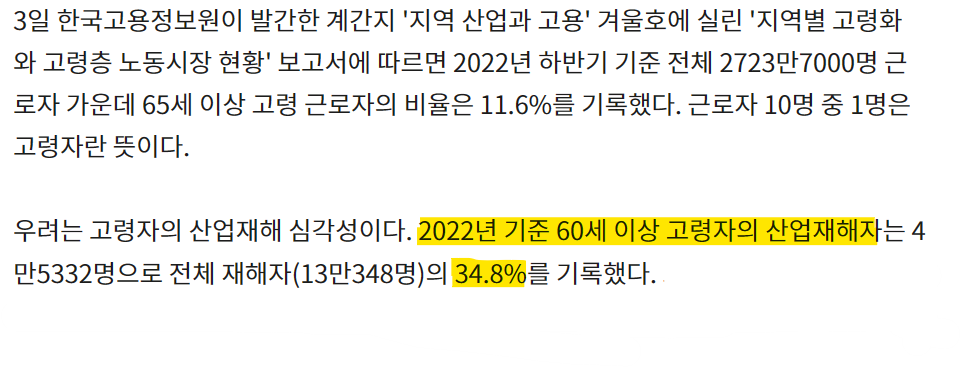 3일 한국고용정보원이 발간한 계간지 '지역 산업과 고용' 겨울호에 실린 '지역별 고령화
와 고령층 노동시장 현황' 보고서에 따르면 2022년 하반기 기준 전체 2723만7000명 근
로자 가운데 65세 이상 고령 근로자의 비율은 11.6%를 기록했다. 근로자 10명 중 1명은
고령자란 뜻이다.
우려는 고령자의 산업재해 심각성이다. 2022년 기준 60세 이상 고령자의 산업재해자는 4
만5332명으로 전체 재해자(13만348명)의 34.8%를 기록했다.